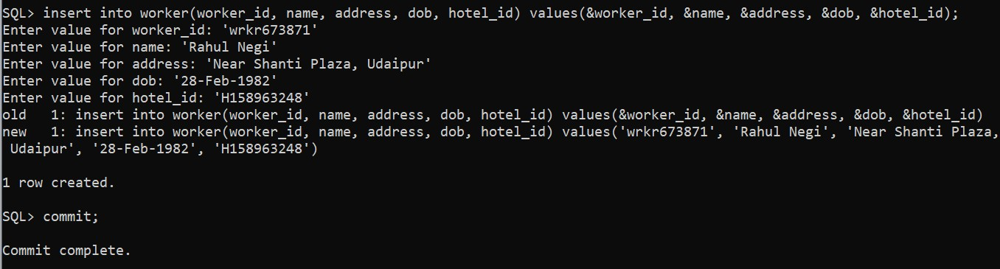 SQL> insert into worker(worker_id, name, address, dob, hotel_id) values(&worker_id, &name, &address, &dob, &hotel_id);
Enter value for worker_id: 'wrkr673871'
Enter value for name: 'Rahul Negi'
Enter value for address: 'Near Shanti Plaza, Udaipur'
Enter value for dob: '28-Feb-1982'
Enter value for hotel_id: 'H158963248'
old   1: insert into worker(worker_id, name, address, dob, hotel_id) values(&worker_id, &name, &address, &dob, &hotel_id)
new   1: insert into worker(worker_id, name, address, dob, hotel_id) values('wrkr673871', 'Rahul Negi', 'Near Shanti Plaza,
 Udaipur', '28-Feb-1982', 'H158963248')
1 row created.
SQL> commit;
Commit complete.